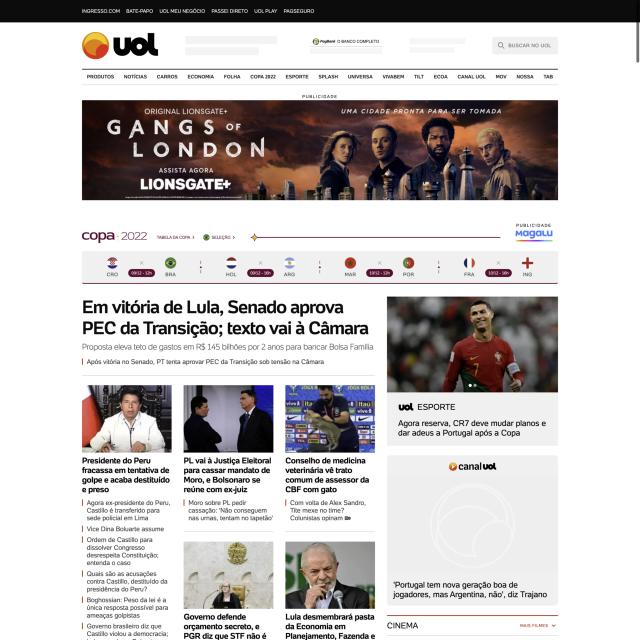 INGRESSO.COM BATE-PAPO UOL MEU NEGÓCIO PASSEI DIRETO UOL PLAY PAGSEGURO
UOL
PagBank O BANCO COMPLETO
BUSCAR NO UOL
PRODUTOS NOTÍCIAS CARROS ECONOMIA FOLHA COPA 2022 ESPORTE SPLASH UNIVERSA VIVABEM TILT ECOA CANAL UOL MOV NOSSA TAB
PUBLICIDADE
ORIGINAL LIONSGATE+
GANGS OF
LONDON
ASSISTA AGORA
LIONSGATE+
UMA CIDADE PRONTA PARA SER TOMADA
copa 2022
TABELA DA COPA
SELEÇÃO
PUBLICIDADE
MAGALU
CRO × BRA HOL × ARG MAR × POR FRA × ING
09/12 - 12h 09/12 - 16h 10/12 - 12h 10/12 - 16h
Em vitória de Lula, Senado aprova
PEC da Transição; texto vai à Câmara
Proposta eleva teto de gastos em R$ 145 bilhões por 2 anos para bancar Bolsa Família
Após vitória no Senado, PT tenta aprovar PEC da Transição sob tensão na Câmara
Presidente do Peru
fracassa em tentativa de
golpe e acaba destituído
e preso
Agora ex-presidente do Peru,
Castillo é transferido para
sede policial em Lima
Vice Dina Boluarte assume
Ordem de Castillo para
dissolver Congresso
desrespeita Constituição;
entenda o caso
Quais são as acusações
contra Castillo, destituído da
presidência do Peru?
Boghossian: Peso da lei é a
única resposta possível para
ameaças golpistas
Governo brasileiro diz que
Castillo violou a democracia;
PL vai à Justiça Eleitoral
para cassar mandato de
Moro, e Bolsonaro se
reúne com ex-juiz
Moro sobre PL pedir
cassação: 'Não conseguem
nas urnas, tentam no tapetão'
Conselho de medicina
veterinária vê trato
comum de assessor da
CBF com gato
Com volta de Alex Sandro,
Tite mexe no time?
Colunistas opinam
Governo defende
orçamento secreto, e
PGR diz que STF não é
Lula desmembrará pasta
da Economia em
Planejamento, Fazenda e
UOL ESPORTE
Agora reserva, CR7 deve mudar planos e
dar adeus a Portugal após a Copa
canal UOL
'Portugal tem nova geração boa de
jogadores, mas Argentina, não', diz Trajano
CINEMA
MAIS FILMES